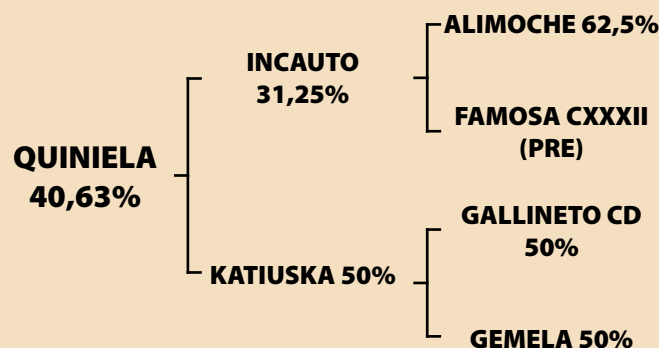 QUINIELA
40,63%
INCAUTO
31,25%
KATIUSKA 50%
ALIMOCHE 62,5%
FAMOSA CXXXII
(PRE)
GALLINETO CD
50%
GEMELA 50%